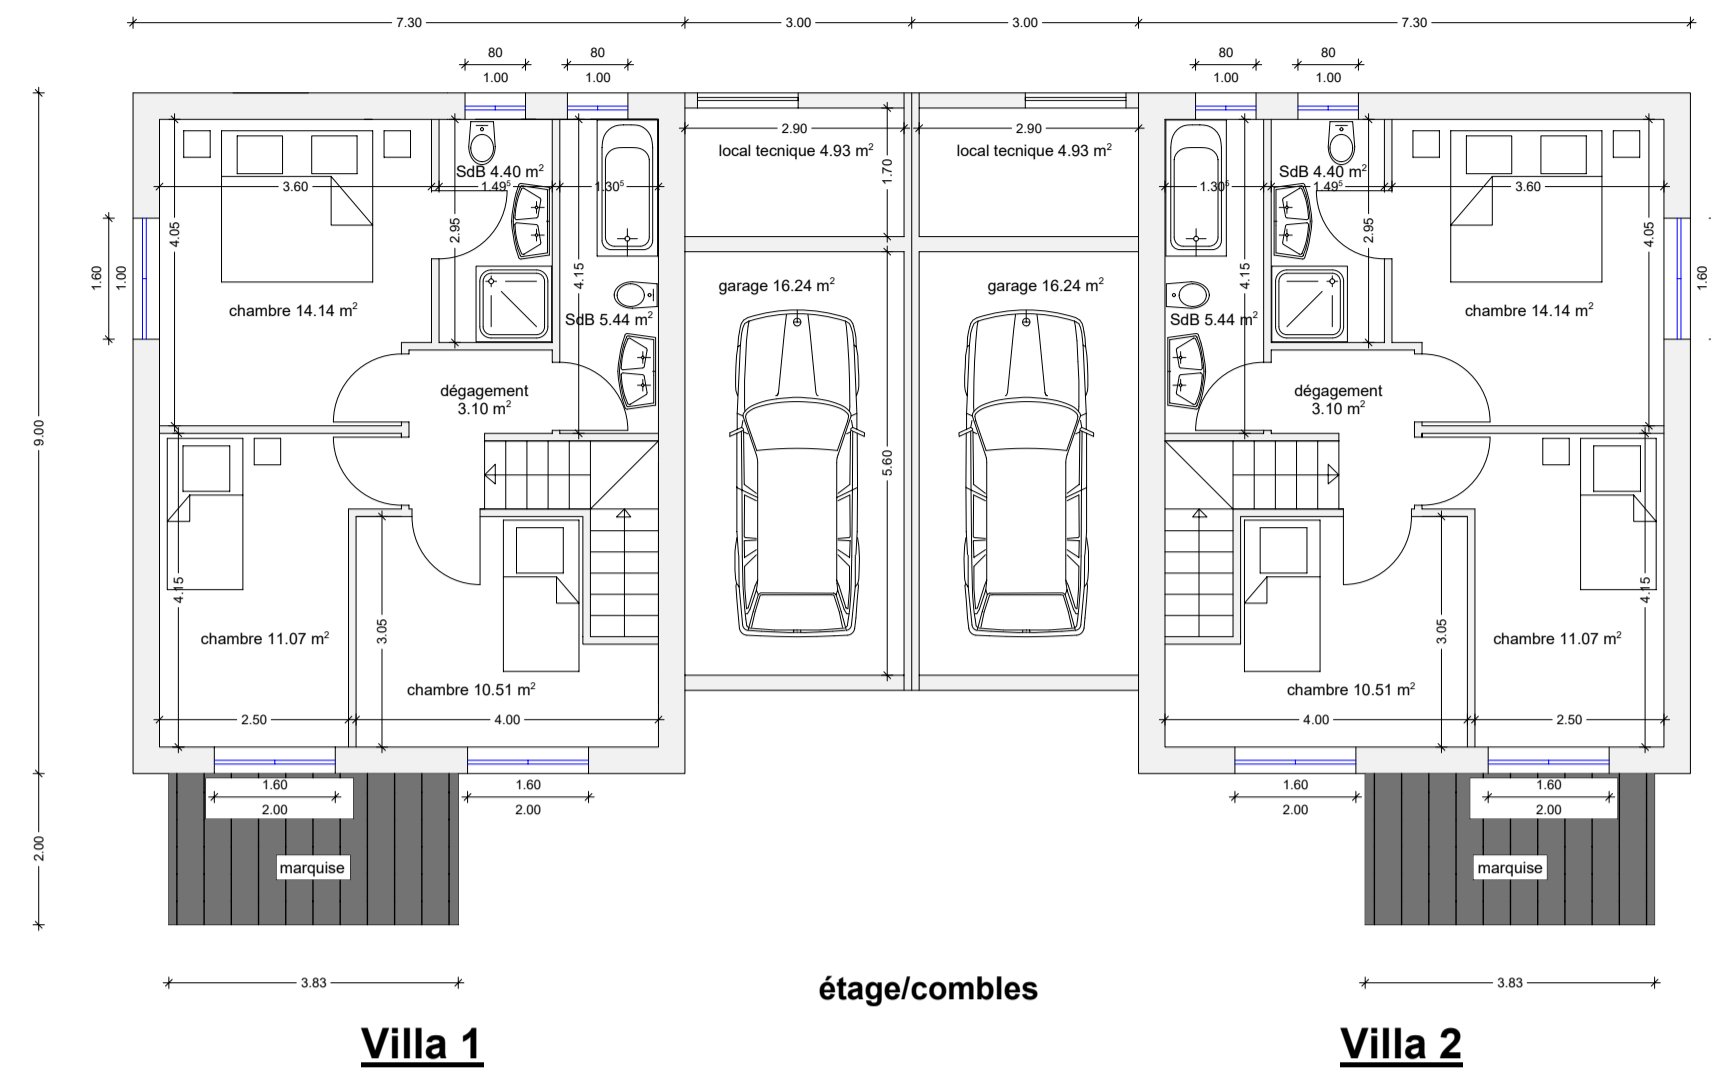 7.30 3.00 3.00 7.30
80 80 80 80
1.00 1.00 1.00 1.00
2.90 2.90
local tecnique 4.93 m² local tecnique 4.93 m²
1.70
SdB 4.40 m² SdB 4.40 m²
3.60 1.49⁵ 1.30⁵ 1.30⁵ 1.49⁵ 3.60
4.05 2.95 2.95 4.05
1.60 1.00 4.15 4.15 1.60
garage 16.24 m² garage 16.24 m²
chambre 14.14 m² chambre 14.14 m²
SdB 5.44 m² SdB 5.44 m²
dégagement dégagement
3.10 m² 3.10 m²
9.00
5.60
4.15 4.15
3.05 3.05
chambre 11.07 m² chambre 11.07 m²
chambre 10.51 m² chambre 10.51 m²
2.50 4.00 4.00 2.50
1.60 1.60 1.60 1.60
2.00 2.00 2.00 2.00
2.00
marquise marquise
3.83 3.83
étage/combles
Villa 1 Villa 2